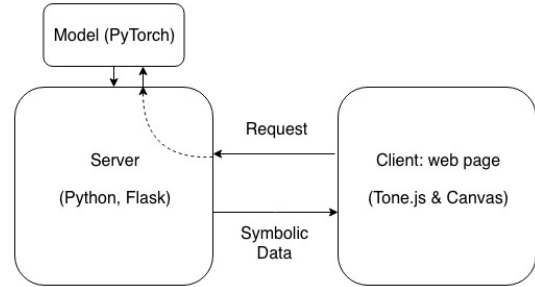 Model (PyTorch)
Request
Server
Client: web page
(Python, Flask)
(Tone.js & Canvas)
Symbolic
Data